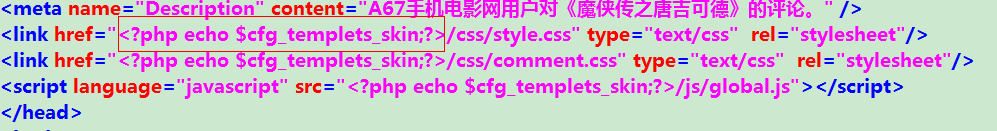 <meta name="Description" content="A67手机电影网用户对《魔侠传之唐吉可德》的评论。" />
<link href="<?php echo $cfg_templets_skin;?>/css/style.css" type="text/css"  rel="stylesheet"/>
<link href="<?php echo $cfg_templets_skin;?>/css/comment.css" type="text/css"  rel="stylesheet"/>
<script language="javascript" src="<?php echo $cfg_templets_skin;?>/js/global.js"></script>
</head>